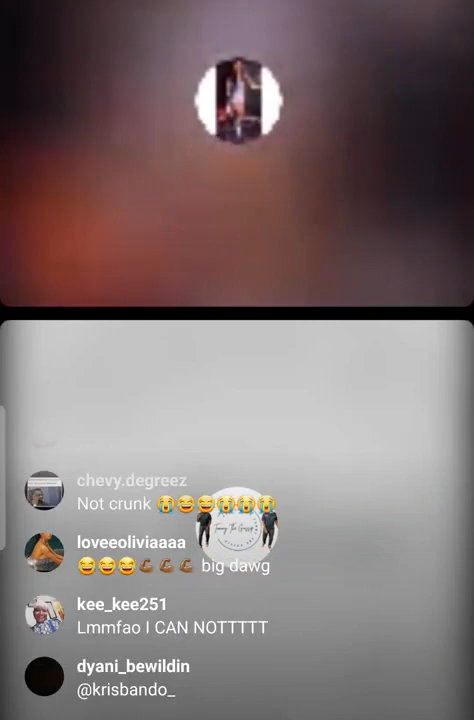 chevy.degreez
Not crunk 😭😆😆😭😭😭
loveeoliviaaaa
😂😂😂💪🏾💪🏾💪🏾 big dawg
kee_kee251
Lmmfao I CAN NOTTTTT
dyani_bewildin
@krisbando_